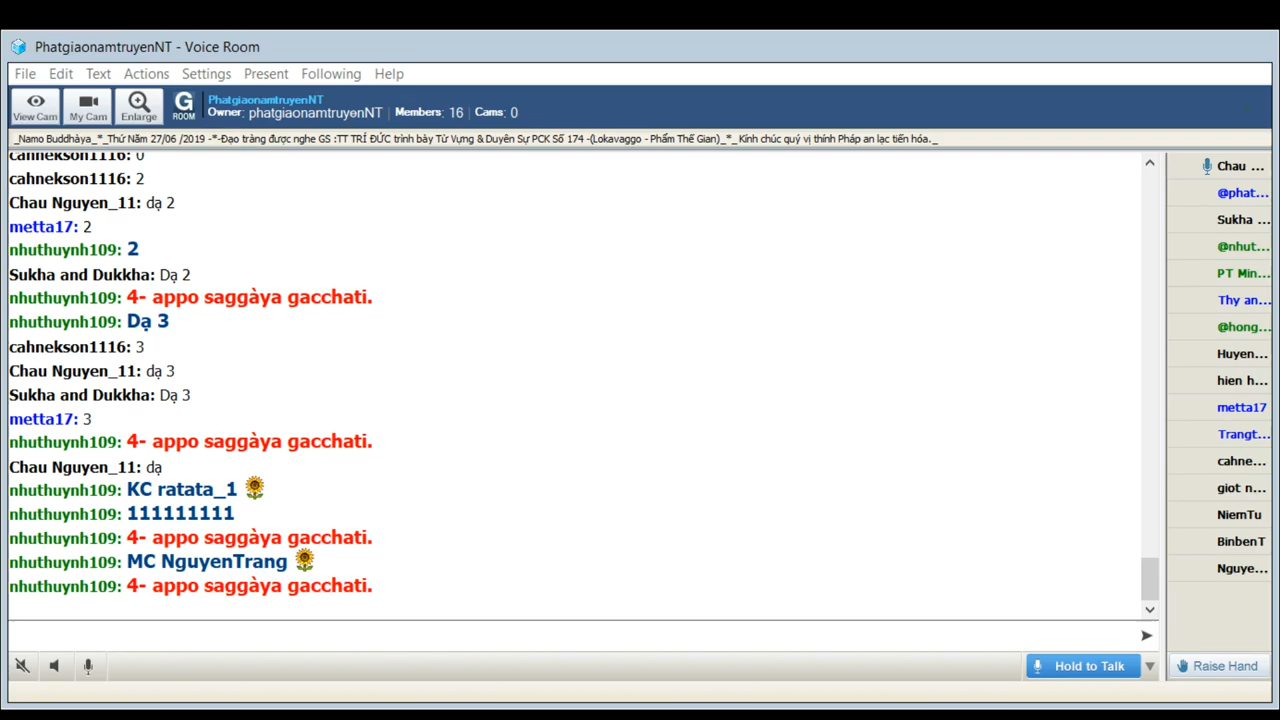 PhatgiaonamtruyenNT - Voice Room
File Edit Text Actions Settings Present Following Help
View Cam My Cam Enlarge G ROOM PhatgiaonamtruyenNT
Owner: phatgiaonamtruyenNT Members: 16 Cams: 0
_Namo Buddhàya_*_Thứ Năm 27/06 /2019 -*-Đạo tràng được nghe GS :TT TRÍ ĐỨC trình bày Từ Vựng & Duyên Sự PCK Số 174 -(Lokavaggo - Phẩm Thế Gian)_*_ Kính chúc quý vị thính Pháp an lạc tiến hóa._
cahnekson1116: 0
cahnekson1116: 2
Chau Nguyen_11: dạ 2
metta17: 2
nhuthuynh109: 2
Sukha and Dukkha: Dạ 2
nhuthuynh109: 4- appo saggàya gacchati.
nhuthuynh109: Dạ 3
cahnekson1116: 3
Chau Nguyen_11: dạ 3
Sukha and Dukkha: Dạ 3
metta17: 3
nhuthuynh109: 4- appo saggàya gacchati.
Chau Nguyen_11: dạ
nhuthuynh109: KC ratata_1
nhuthuynh109: 111111111
nhuthuynh109: 4- appo saggàya gacchati.
nhuthuynh109: MC NguyenTrang
nhuthuynh109: 4- appo saggàya gacchati.
Chau ...
@phat...
Sukha ...
@nhut...
PT Min...
Thy an...
@hong...
Huyen...
hien h...
metta17
Trangt...
cahne...
giot n...
NiemTu
BinbenT
Nguye...
Hold to Talk
Raise Hand